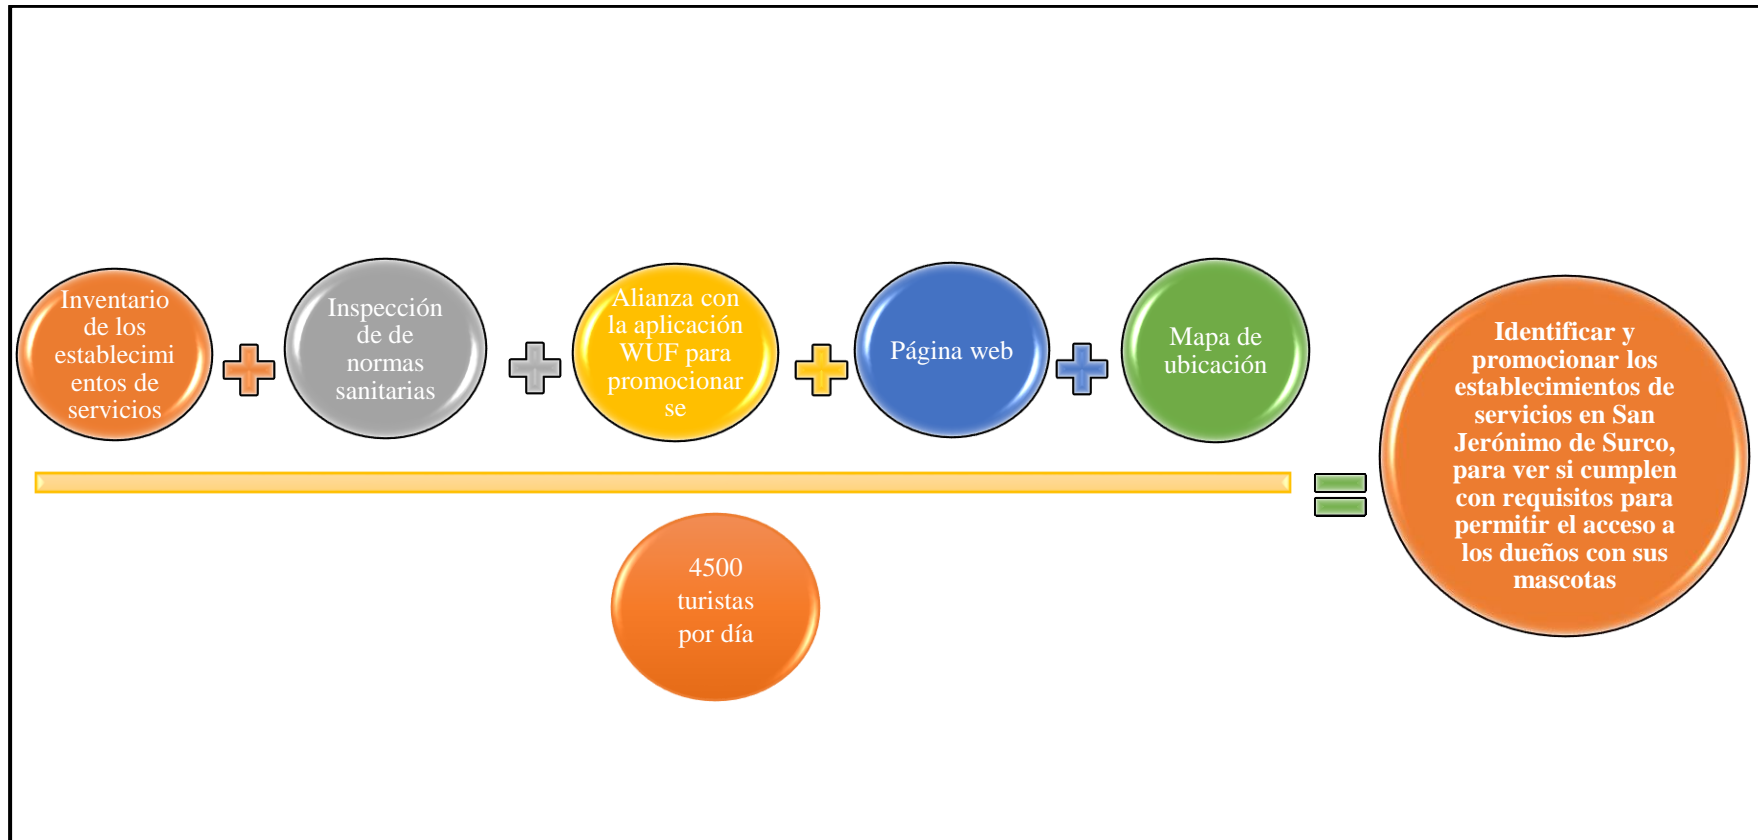 Inventario
de los
establecimi
entos de
servicios
Inspección
de de
normas
sanitarias
Alianza con
la aplicación
WUF para
promocionar
se
Página web
Mapa de
ubicación
Identificar y
promocionar los
establecimientos de
servicios en San
Jerónimo de Surco,
para ver si cumplen
con requisitos para
permitir el acceso a
los dueños con sus
mascotas
4500
turistas
por día